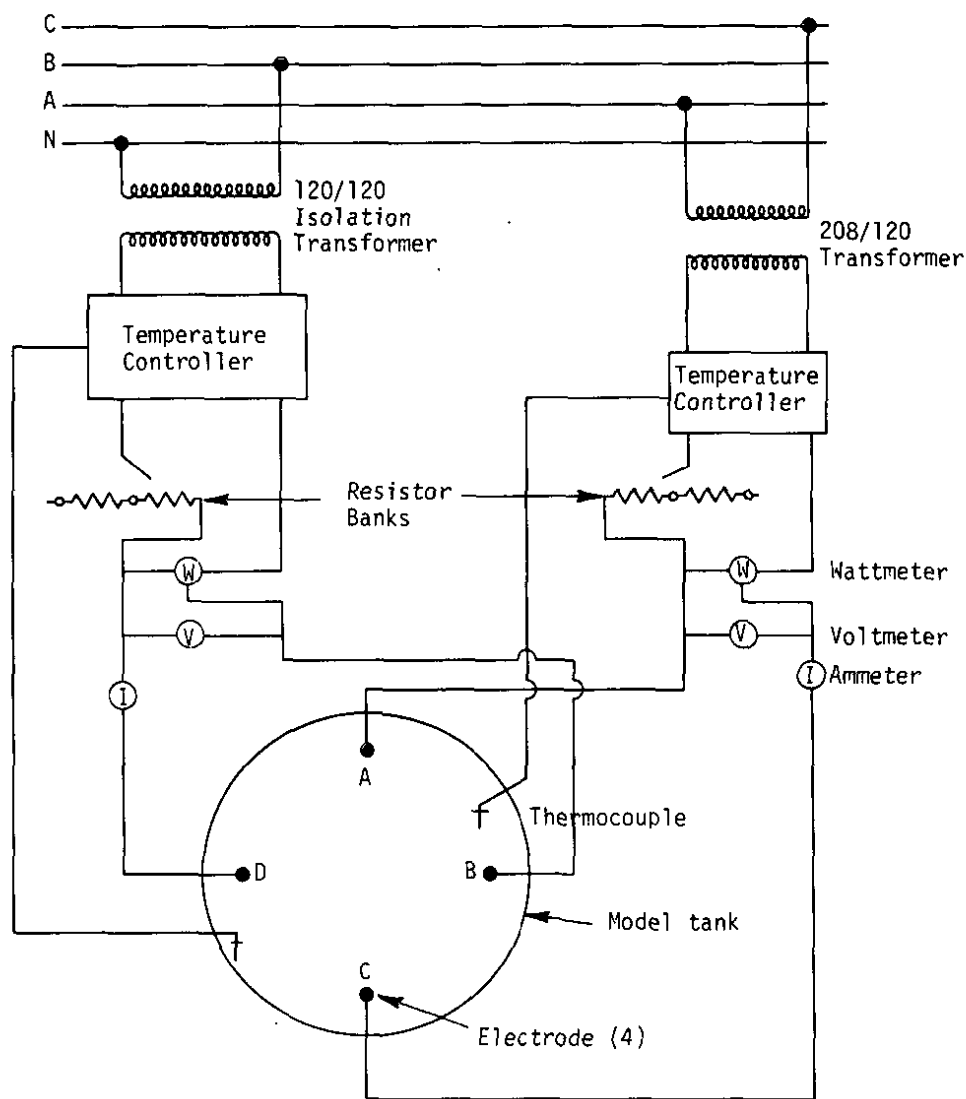 C
B
A
N
120/120
Isolation
Transformer
208/120
Transformer
Temperature
Controller
Temperature
Controller
Resistor
Banks
W
W
Wattmeter
V
V
Voltmeter
I
I
Ammeter
A
Thermocouple
D
B
Model tank
C
Electrode (4)